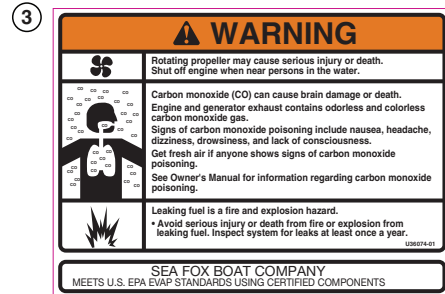 3
WARNING
Rotating propeller may cause serious injury or death.
Shut off engine when near persons in the water.
Carbon monoxide (CO) can cause brain damage or death.
Engine and generator exhaust contains odorless and colorless
carbon monoxide gas.
Signs of carbon monoxide poisoning include nausea, headache,
dizziness, drowsiness, and lack of consciousness.
Get fresh air if anyone shows signs of carbon monoxide
poisoning.
See Owner's Manual for information regarding carbon monoxide
poisoning.
Leaking fuel is a fire and explosion hazard.
• Avoid serious injury or death from fire or explosion from
leaking fuel. Inspect system for leaks at least once a year.
U36074-01
SEA FOX BOAT COMPANY
MEETS U.S. EPA EVAP STANDARDS USING CERTIFIED COMPONENTS